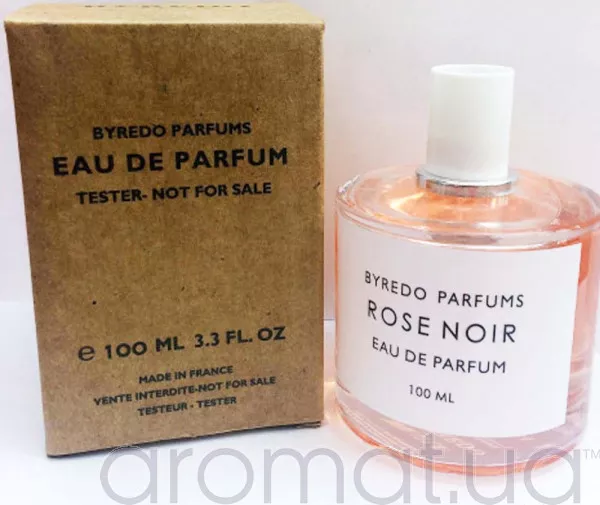 BYREDO PARFUMS
EAU DE PARFUM
TESTER- NOT FOR SALE
e 100 ML 3.3 FL. OZ
MADE IN FRANCE
VENTE INTERDITE-NOT FOR SALE
TESTEUR - TESTER
BYREDO PARFUMS
ROSE NOIR
EAU DE PARFUM
100 ML
aromat.ua™